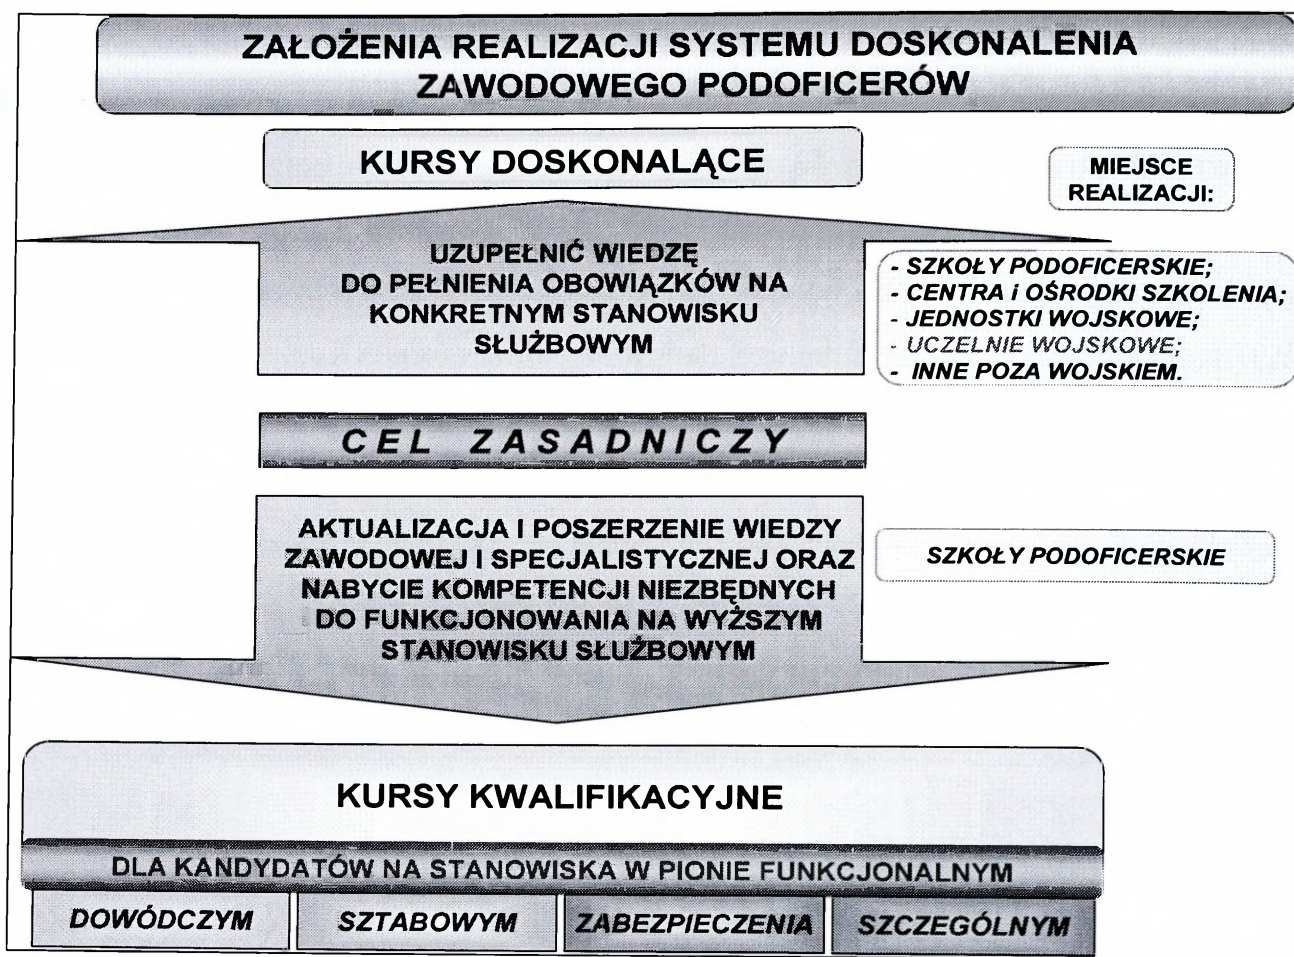 ZAŁOŻENIA REALIZACJI SYSTEMU DOSKONALENIA
ZAWODOWEGO PODOFICERÓW
KURSY DOSKONALĄCE
MIEJSCE
REALIZACJI:
UZUPEŁNIĆ WIEDZĘ
DO PEŁNIENIA OBOWIĄZKÓW NA
KONKRETNYM STANOWISKU
SŁUŻBOWYM
- SZKOŁY PODOFICERSKIE;
- CENTRA i OŚRODKI SZKOLENIA;
- JEDNOSTKI WOJSKOWE;
- UCZELNIE WOJSKOWE;
- INNE POZA WOJSKIEM.
CEL ZASADNICZY
AKTUALIZACJA I POSZERZENIE WIEDZY
ZAWODOWEJ I SPECJALISTYCZNEJ ORAZ
NABYCIE KOMPETENCJI NIEZBĘDNYCH
DO FUNKCJONOWANIA NA WYŻSZYM
STANOWISKU SŁUŻBOWYM
SZKOŁY PODOFICERSKIE
KURSY KWALIFIKACYJNE
DLA KANDYDATÓW NA STANOWISKA W PIONIE FUNKCJONALNYM
DOWÓDCZYM
SZTABOWYM
ZABEZPIECZENIA
SZCZEGÓLNYM